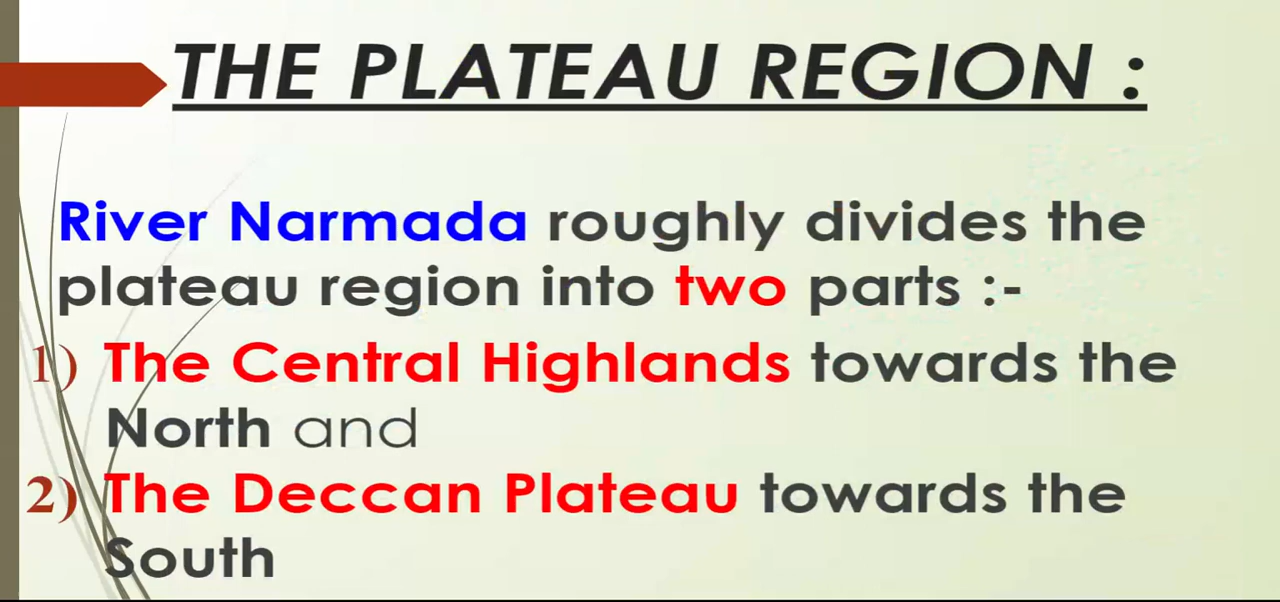 THE PLATEAU REGION :
River Narmada roughly divides the
plateau region into two parts :-
1) The Central Highlands towards the
North and
2) The Deccan Plateau towards the
South